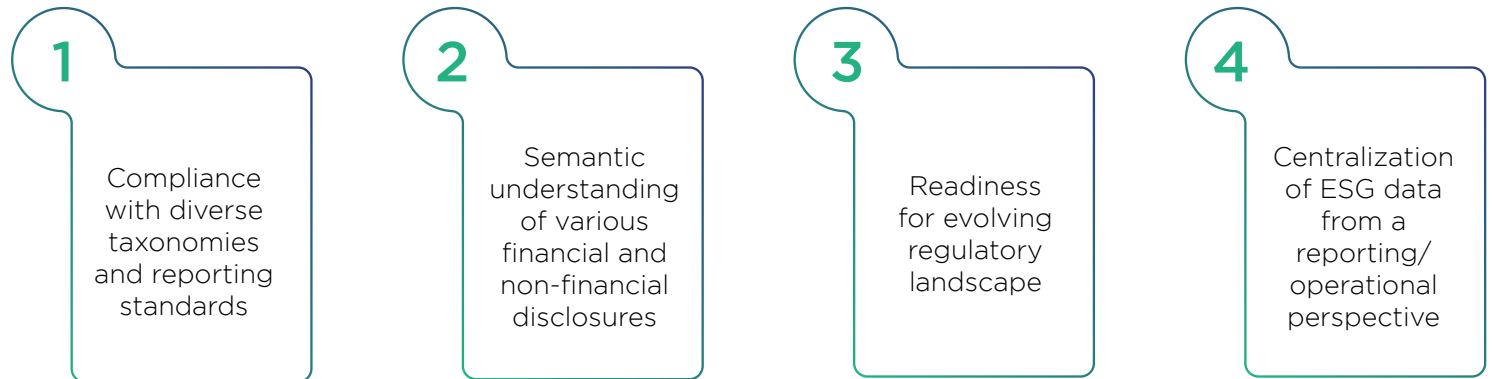 1
Compliance
with diverse
taxonomies
and reporting
standards
2
Semantic
understanding
of various
financial and
non-financial
disclosures
3
Readiness
for evolving
regulatory
landscape
4
Centralization
of ESG data
from a
reporting/
operational
perspective